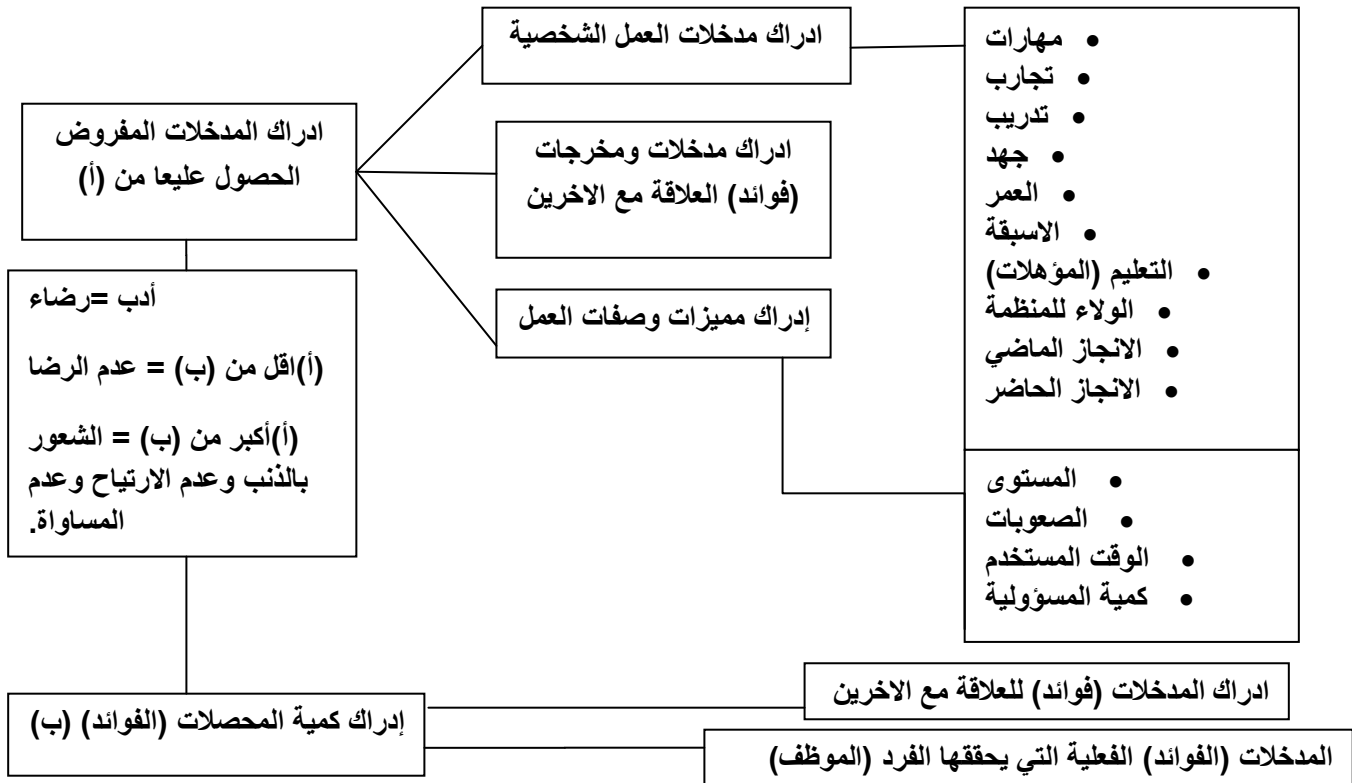 ادراك مدخلات العمل الشخصية
• مهارات
• تجارب
• تدريب
• جهد
• العمر
• الاسبقة
• التعليم (المؤهلات)
• الولاء للمنظمة
• الانجاز الماضي
• الانجاز الحاضر
ادراك المدخلات المفروض
الحصول عليعا من (أ)
ادراك مدخلات ومخرجات
(فوائد) العلاقة مع الاخرين
أدب =رضاء
(أ)اقل من (ب) = عدم الرضا
(أ)أكبر من (ب) = الشعور
بالذنب وعدم الارتياح وعدم
المساواة.
إدراك مميزات وصفات العمل
• المستوى
• الصعوبات
• الوقت المستخدم
• كمية المسؤولية
ادراك المدخلات (فوائد) للعلاقة مع الاخرين
إدراك كمية المحصلات (الفوائد) (ب)
المدخلات (الفوائد) الفعلية التي يحققها الفرد (الموظف)